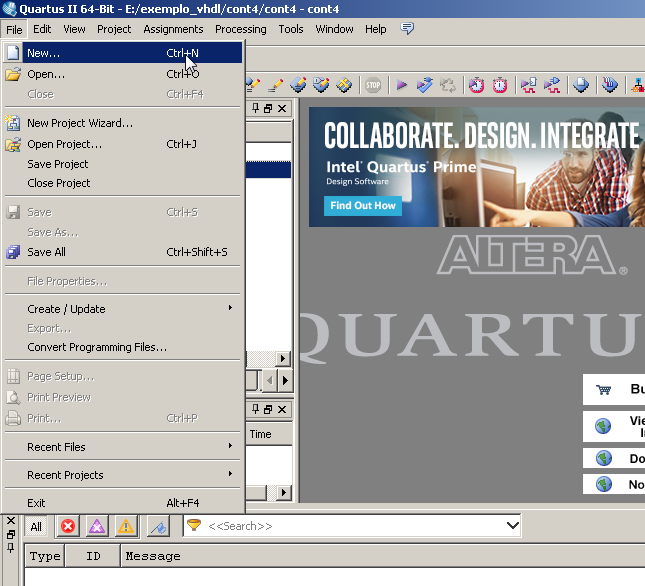 Quartus II 64-Bit - E:/exemplo_vhdl/cont4/cont4 - cont4
File Edit View Project Assignments Processing Tools Window Help
New... Ctrl+N
Open... Ctrl+O
Close Ctrl+F4
New Project Wizard...
Open Project... Ctrl+J
Save Project
Close Project
Save Ctrl+S
Save As...
Save All Ctrl+Shift+S
File Properties...
Create / Update
Export...
Convert Programming Files...
Page Setup...
Print Preview
Print... Ctrl+P
Recent Files
Recent Projects
Exit Alt+F4
STOP
COLLABORATE. DESIGN. INTEGRATE
Intel® Quartus® Prime
Design Software
Find Out How
ALTERA®
QUARTU
Bu
Vie
I
Do
No
Time
All <<Search>>
Type ID Message